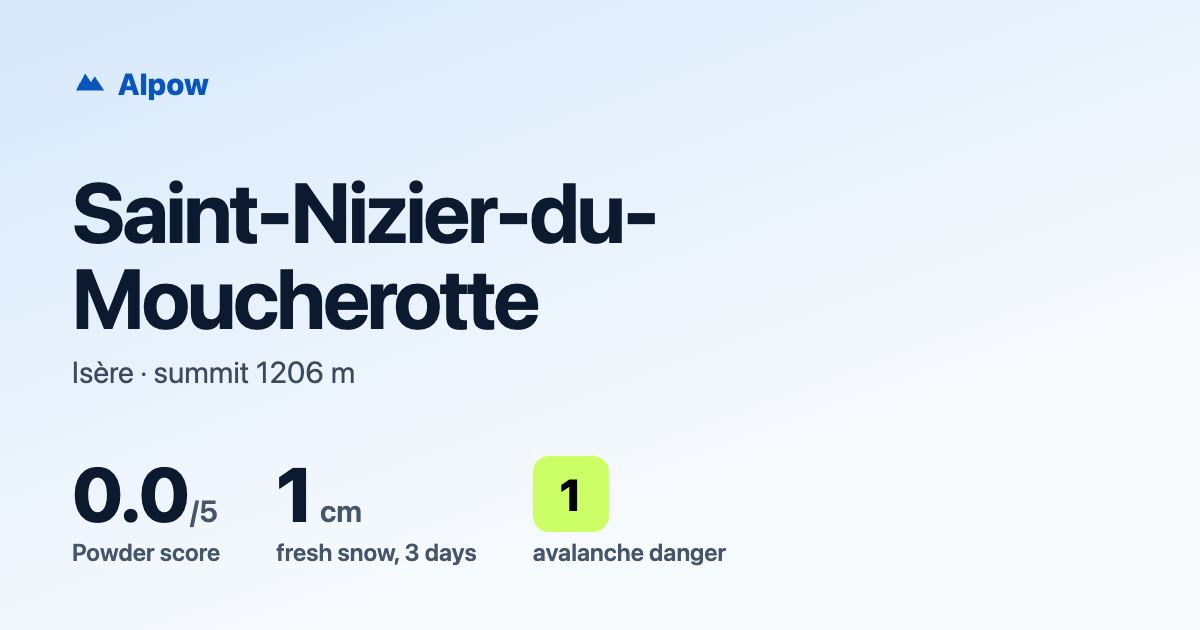 Alpow
Saint-Nizier-du-
Moucherotte
Isère · summit 1206 m
0.0/5
1 cm
1
Powder score
fresh snow, 3 days
avalanche danger